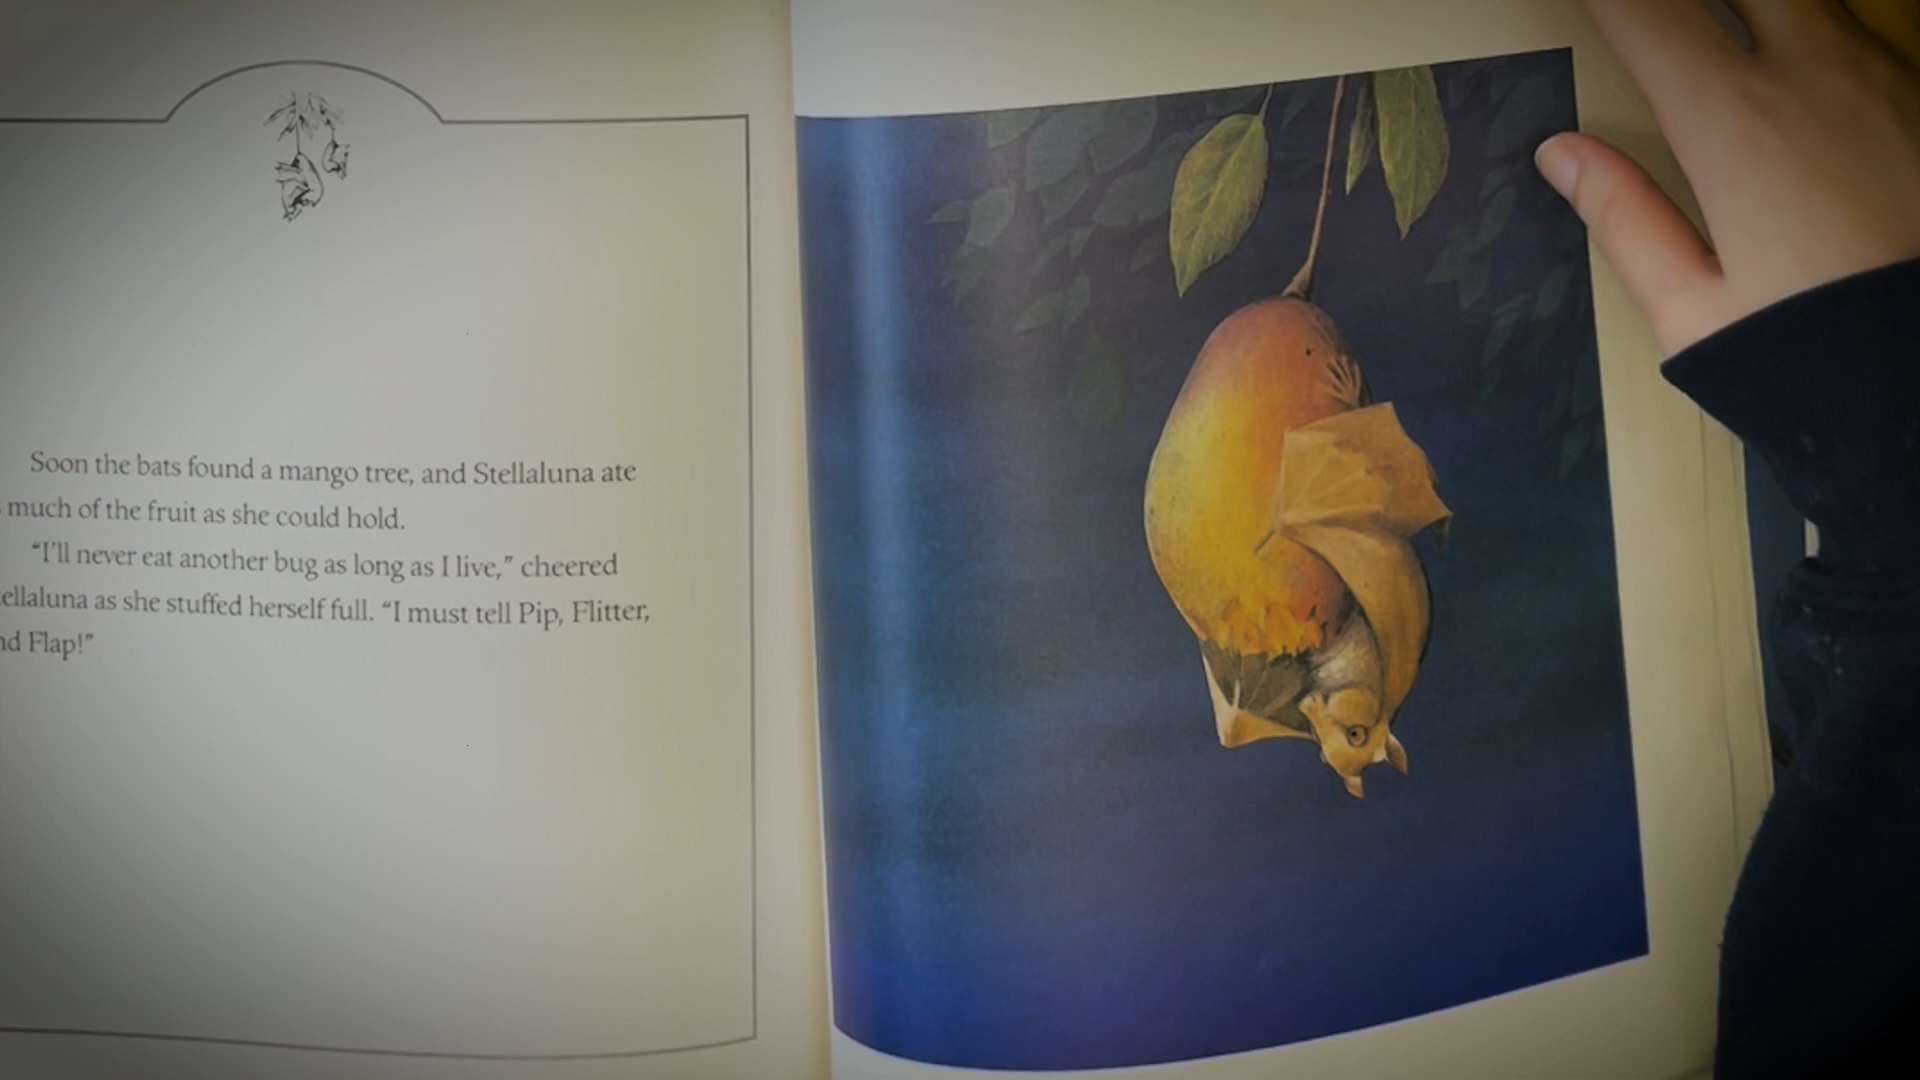 Soon the bats found a mango tree, and Stellaluna ate
much of the fruit as she could hold.
“I’ll never eat another bug as long as I live,” cheered
ellaluna as she stuffed herself full. “I must tell Pip, Flitter,
nd Flap!”